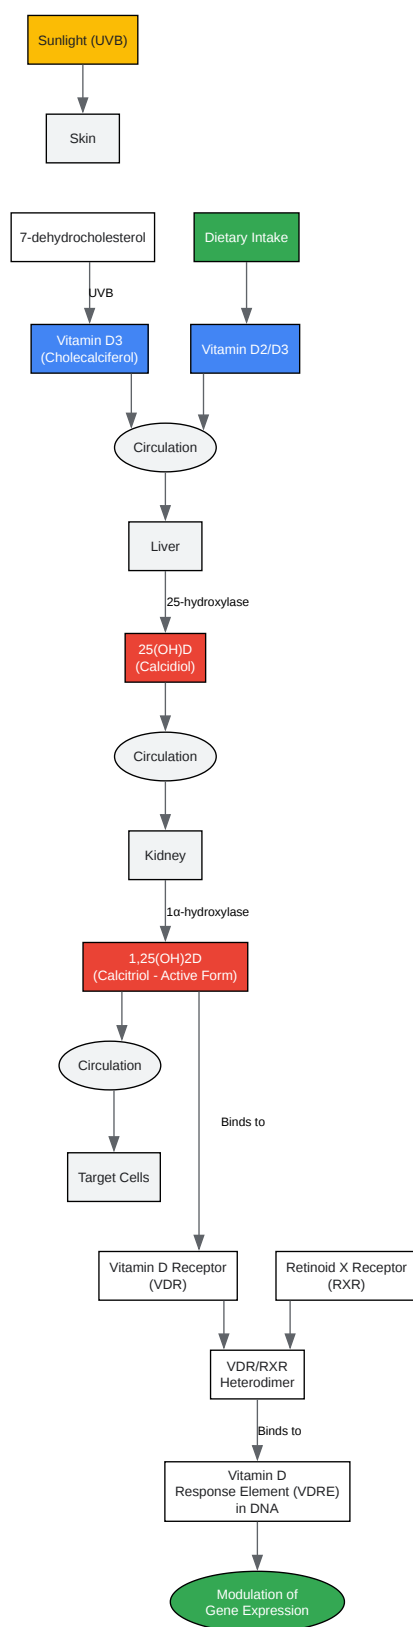 Sunlight (UVB)
Skin
7-dehydrocholesterol
Dietary Intake
UVB
Vitamin D3
(Cholecalciferol)
Vitamin D2/D3
Circulation
Liver
25-hydroxylase
25(OH)D
(Calcidiol)
Circulation
Kidney
1α-hydroxylase
1,25(OH)2D
(Calcitriol - Active Form)
Circulation
Binds to
Target Cells
Vitamin D Receptor
(VDR)
Retinoid X Receptor
(RXR)
VDR/RXR
Heterodimer
Binds to
Vitamin D
Response Element (VDRE)
in DNA
Modulation of
Gene Expression